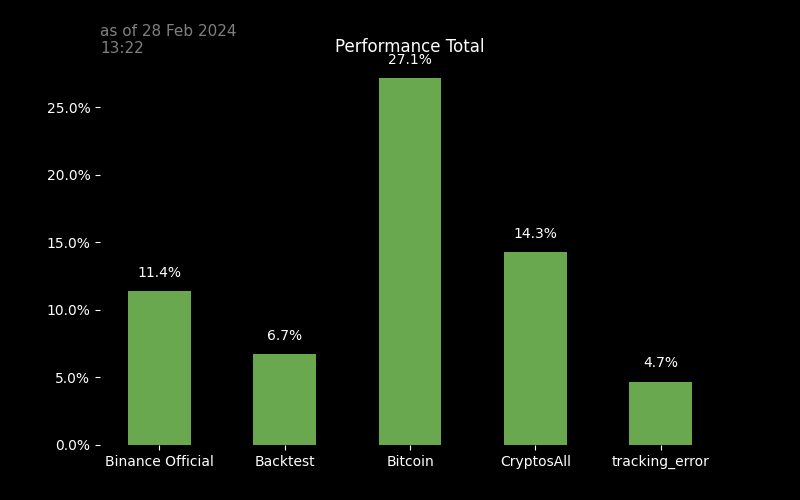 as of 28 Feb 2024
13:22
Performance Total
27.1%
25.0%
20.0%
15.0%
14.3%
11.4%
10.0%
6.7%
5.0%
4.7%
0.0%
Binance Official
Backtest
Bitcoin
CryptosAll
tracking_error